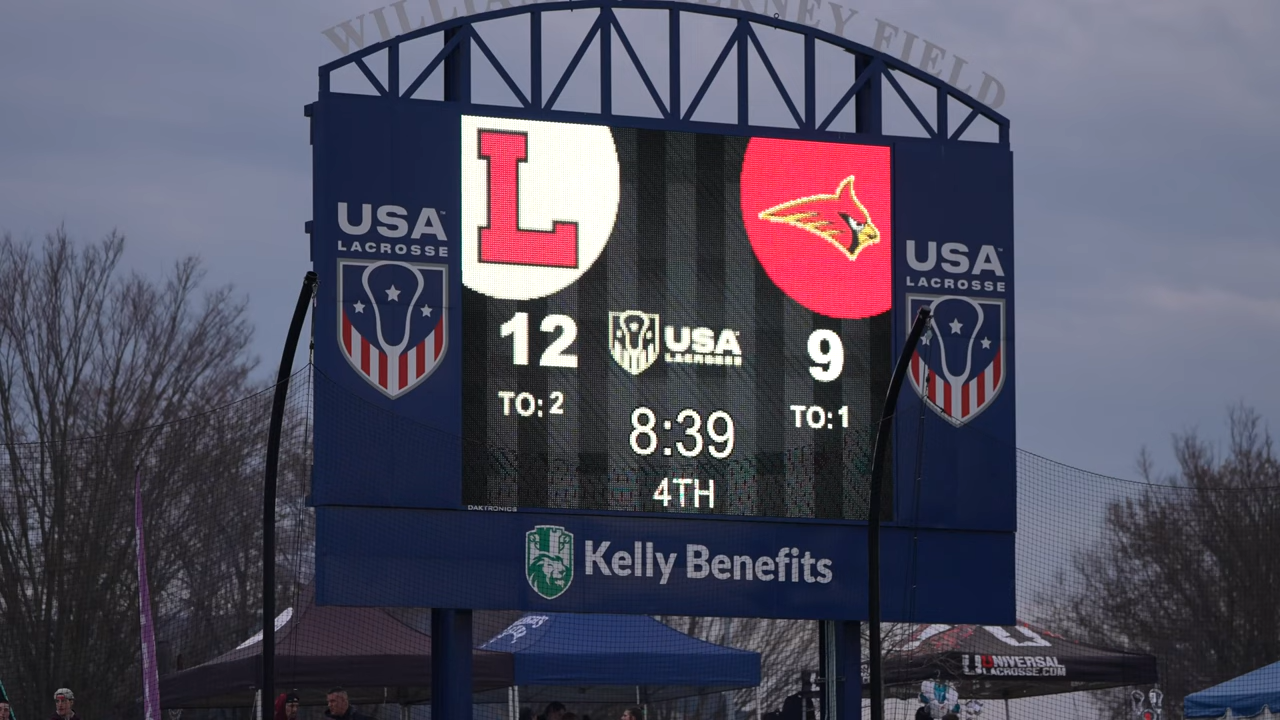 FIELD
L
USA
LACROSSE
USA
LACROSSE
12
USA
LACROSSE
9
TO: 2
TO: 1
8:39
4TH
DAKTRONICS
Kelly Benefits
UNIVERSAL
LACROSSE.COM